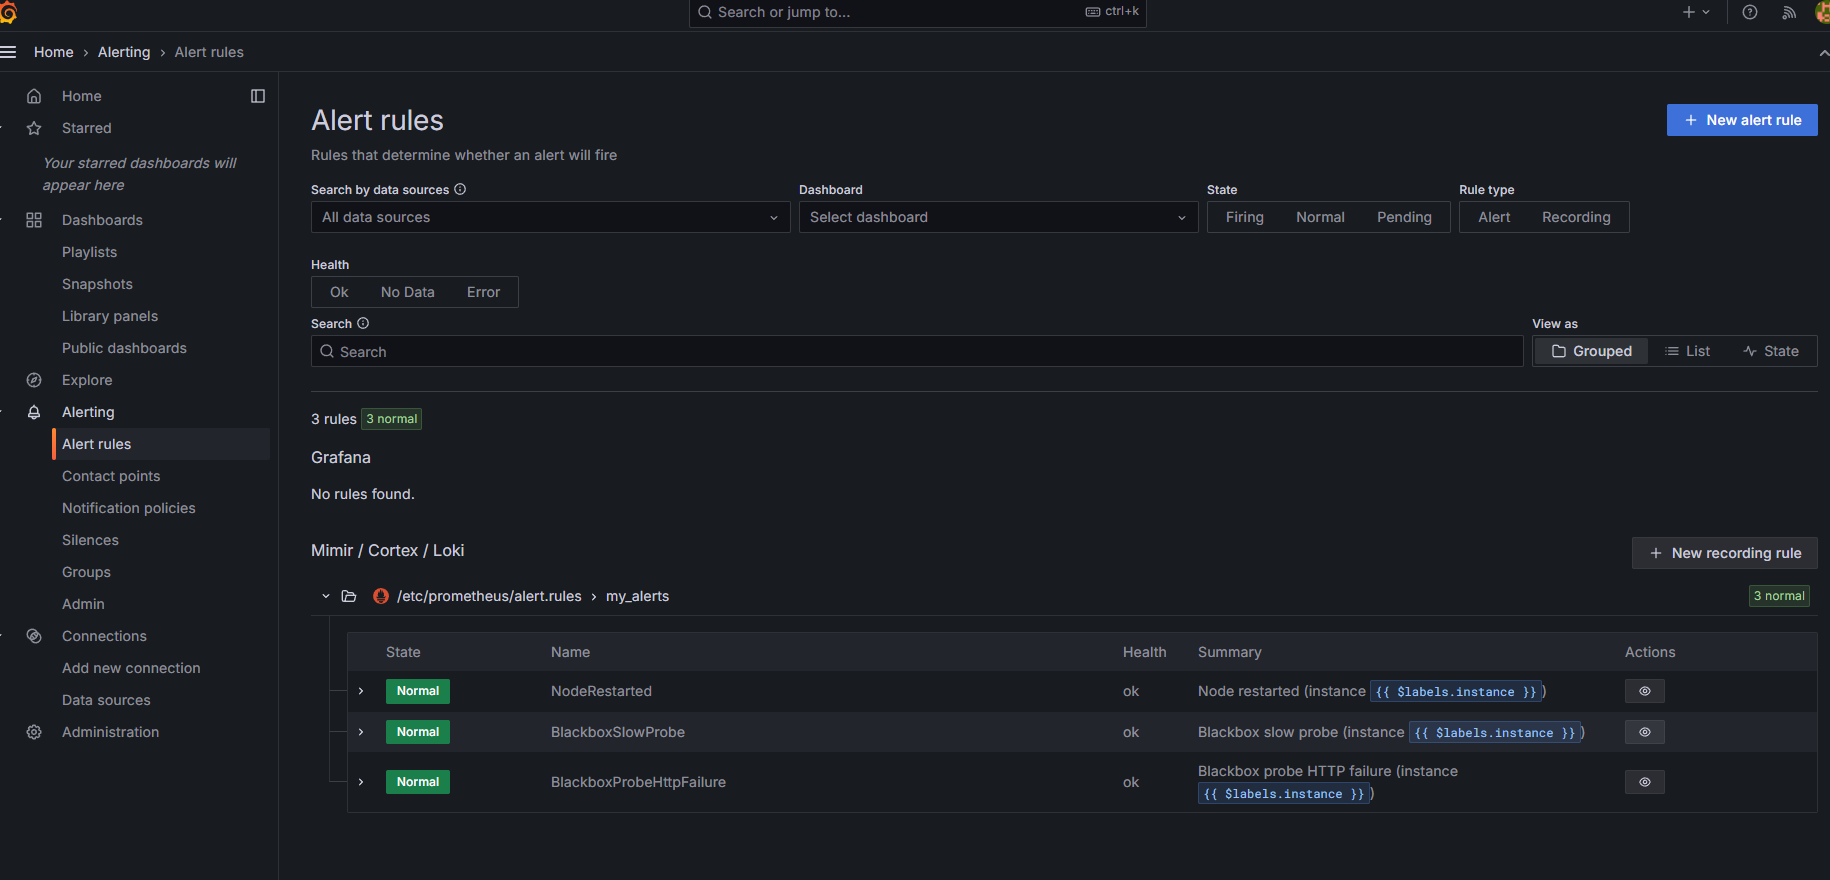 Search or jump to...
ctrl+k
Home › Alerting › Alert rules
Home
Starred
Your starred dashboards will
appear here
Dashboards
Playlists
Snapshots
Library panels
Public dashboards
Explore
Alerting
Alert rules
Contact points
Notification policies
Silences
Groups
Admin
Connections
Add new connection
Data sources
Administration
Alert rules
New alert rule
Rules that determine whether an alert will fire
Search by data sources
All data sources
Dashboard
Select dashboard
State
Firing Normal Pending
Rule type
Alert Recording
Health
Ok No Data Error
Search
Search
View as
Grouped List State
3 rules 3 normal
Grafana
No rules found.
Mimir / Cortex / Loki
New recording rule
/etc/prometheus/alert.rules › my_alerts
3 normal
State Name Health Summary Actions
Normal NodeRestarted ok Node restarted (instance {{ $labels.instance }})
Normal BlackboxSlowProbe ok Blackbox slow probe (instance {{ $labels.instance }})
Normal BlackboxProbeHttpFailure ok Blackbox probe HTTP failure (instance
{{ $labels.instance }})